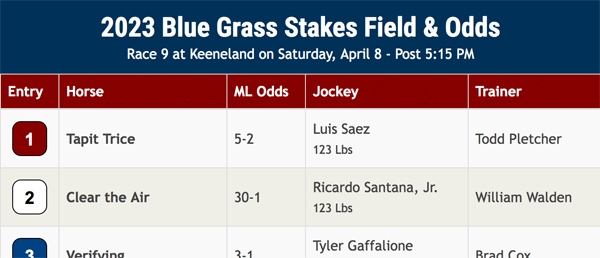 2023 Blue Grass Stakes Field & Odds
Race 9 at Keeneland on Saturday, April 8 - Post 5:15 PM
Entry Horse ML Odds Jockey Trainer
1 Tapit Trice 5-2 Luis Saez Todd Pletcher
123 Lbs
2 Clear the Air 30-1 Ricardo Santana, Jr. William Walden
123 Lbs
3 Verifying 3-1 Tyler Gaffalione Brad Cox